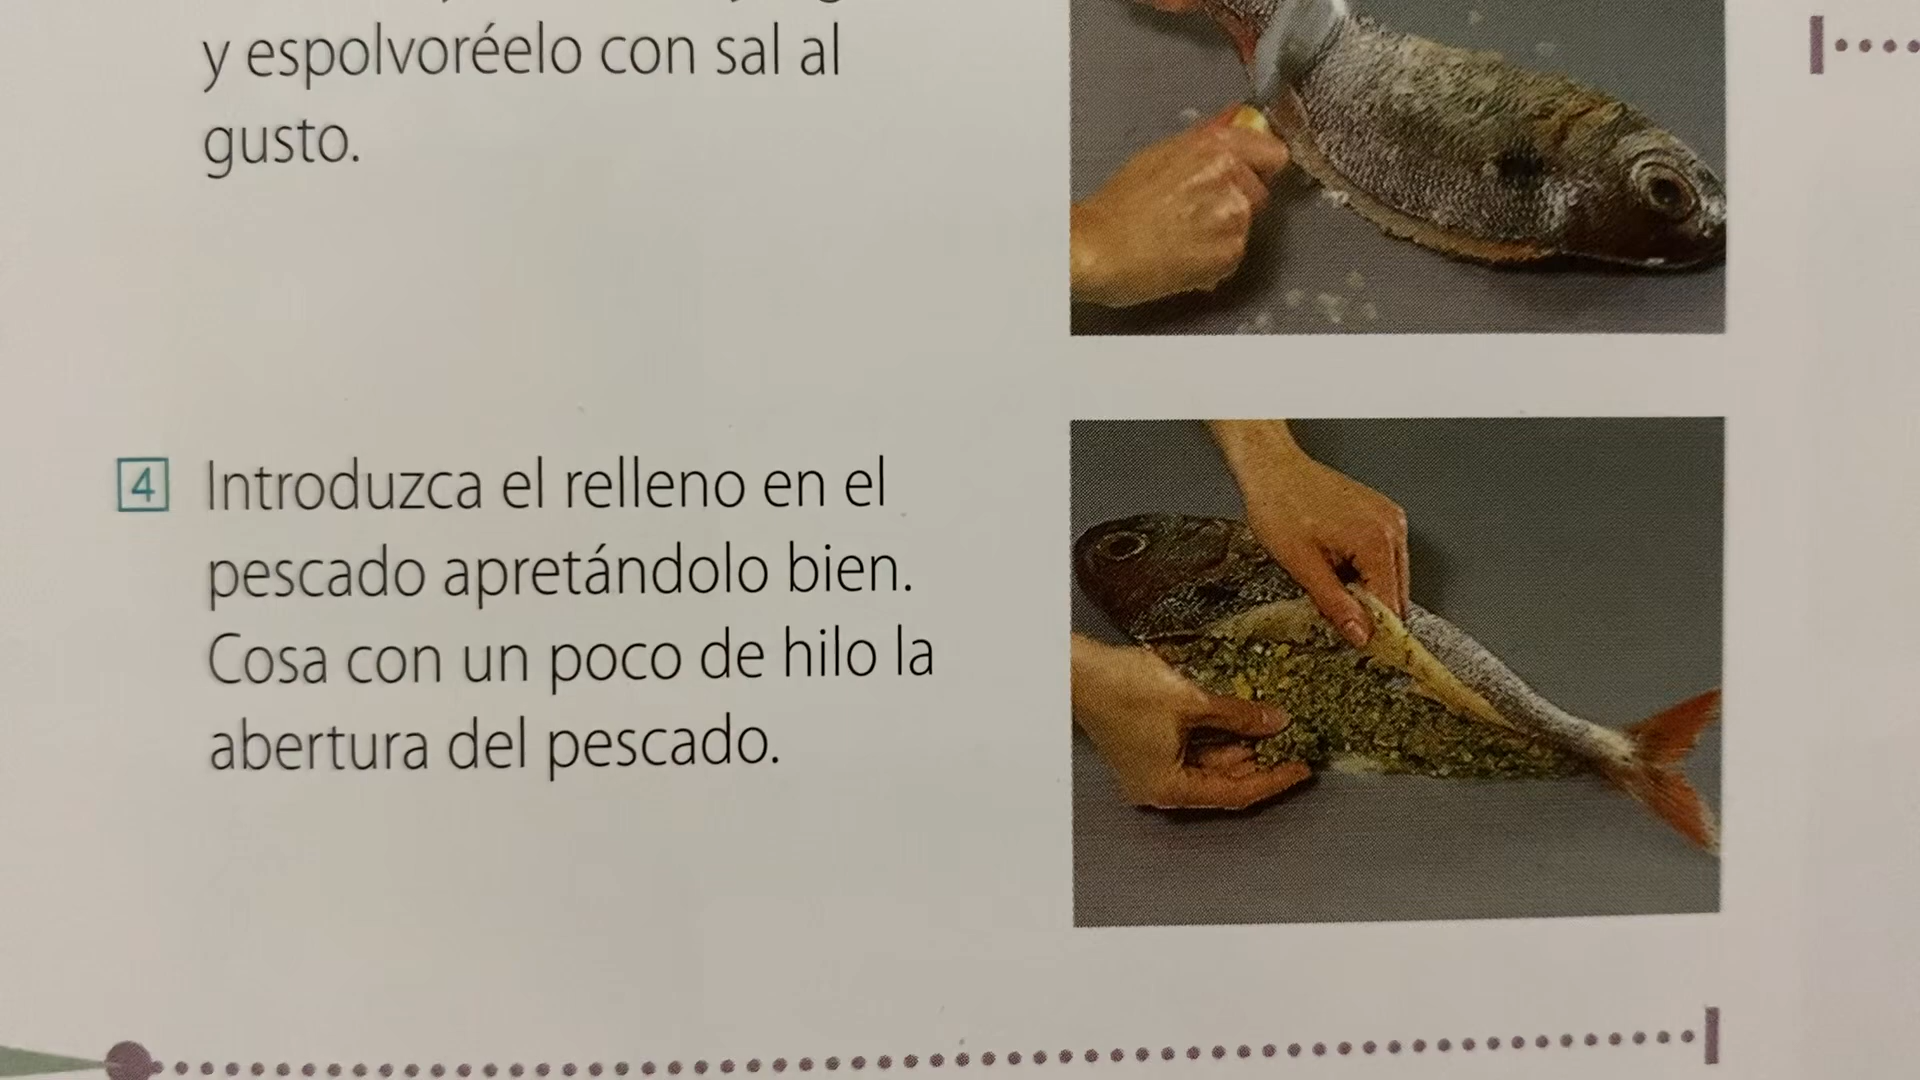 y espolvoréelo con sal al
gusto.
4 Introduzca el relleno en el
pescado apretándolo bien.
Cosa con un poco de hilo la
abertura del pescado.